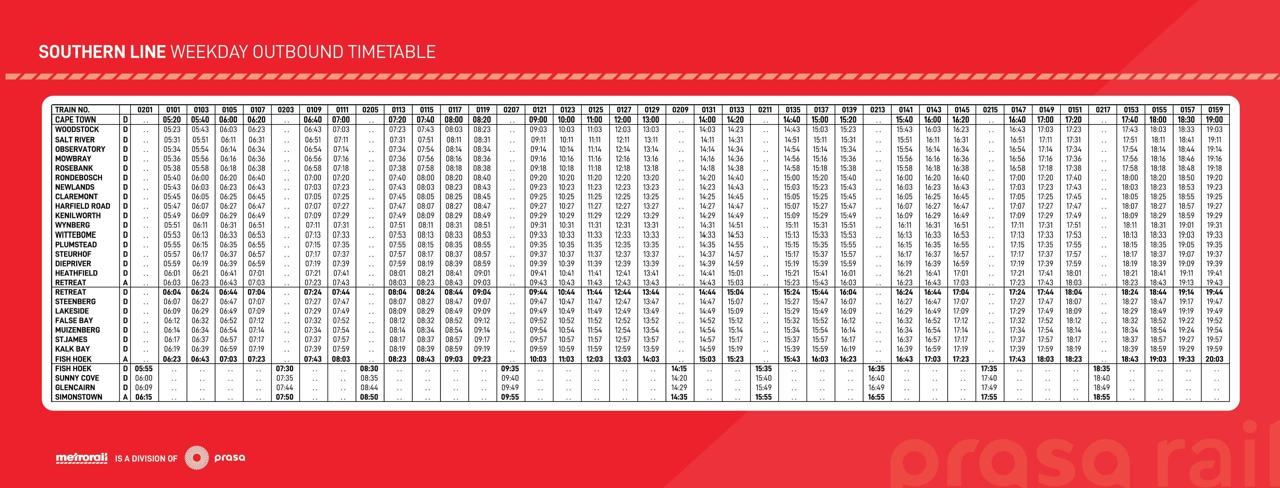 SOUTHERN LINE WEEKDAY OUTBOUND TIMETABLE
TRAIN NO. 0201 0101 0103 0105 0107 0203 0109 0111 0205 0113 0115 0117 0119 0207 0121 0123 0125 0127 0129 0209 0131 0133 0211 0135 0137 0139 0213 0141 0143 0145 0215 0147 0149 0151 0217 0153 0155 0157 0159
CAPE TOWN D .. 05:20 05:40 06:00 06:20 .. 06:40 07:00 .. 07:20 07:40 08:00 08:20 .. 09:00 10:00 11:00 12:00 13:00 .. 14:00 14:20 .. 14:40 15:00 15:20 .. 15:40 16:00 16:20 .. 16:40 17:00 17:20 .. 17:40 18:00 18:30 19:00
WOODSTOCK D .. 05:23 05:43 06:03 06:23 .. 06:43 07:03 .. 07:23 07:43 08:03 08:23 .. 09:03 10:03 11:03 12:03 13:03 .. 14:03 14:23 .. 14:43 15:03 15:23 .. 15:43 16:03 16:23 .. 16:43 17:03 17:23 .. 17:43 18:03 18:33 19:03
SALT RIVER D .. 05:31 05:51 06:11 06:31 .. 06:51 07:11 .. 07:31 07:51 08:11 08:31 .. 09:11 10:11 11:11 12:11 13:11 .. 14:11 14:31 .. 14:51 15:11 15:31 .. 15:51 16:11 16:31 .. 16:51 17:11 17:31 .. 17:51 18:11 18:41 19:11
OBSERVATORY D .. 05:34 05:54 06:14 06:34 .. 06:54 07:14 .. 07:34 07:54 08:14 08:34 .. 09:14 10:14 11:14 12:14 13:14 .. 14:14 14:34 .. 14:54 15:14 15:34 .. 15:54 16:14 16:34 .. 16:54 17:14 17:34 .. 17:54 18:14 18:44 19:14
MOWBRAY D .. 05:36 05:56 06:16 06:36 .. 06:56 07:16 .. 07:36 07:56 08:16 08:36 .. 09:16 10:16 11:16 12:16 13:16 .. 14:16 14:36 .. 14:56 15:16 15:36 .. 15:56 16:16 16:36 .. 16:56 17:16 17:36 .. 17:56 18:16 18:46 19:16
ROSEBANK D .. 05:38 05:58 06:18 06:38 .. 06:58 07:18 .. 07:38 07:58 08:18 08:38 .. 09:18 10:18 11:18 12:18 13:18 .. 14:18 14:38 .. 14:58 15:18 15:38 .. 15:58 16:18 16:38 .. 16:58 17:18 17:38 .. 17:58 18:18 18:48 19:18
RONDEBOSCH D .. 05:40 06:00 06:20 06:40 .. 07:00 07:20 .. 07:40 08:00 08:20 08:40 .. 09:20 10:20 11:20 12:20 13:20 .. 14:20 14:40 .. 15:00 15:20 15:40 .. 16:00 16:20 16:40 .. 17:00 17:20 17:40 .. 18:00 18:20 18:50 19:20
NEWLANDS D .. 05:43 06:03 06:23 06:43 .. 07:03 07:23 .. 07:43 08:03 08:23 08:43 .. 09:23 10:23 11:23 12:23 13:23 .. 14:23 14:43 .. 15:03 15:23 15:43 .. 16:03 16:23 16:43 .. 17:03 17:23 17:43 .. 18:03 18:23 18:53 19:23
CLAREMONT D .. 05:45 06:05 06:25 06:45 .. 07:05 07:25 .. 07:45 08:05 08:25 08:45 .. 09:25 10:25 11:25 12:25 13:25 .. 14:25 14:45 .. 15:05 15:25 15:45 .. 16:05 16:25 16:45 .. 17:05 17:25 17:45 .. 18:05 18:25 18:55 19:25
HARFIELD ROAD D .. 05:47 06:07 06:27 06:47 .. 07:07 07:27 .. 07:47 08:07 08:27 08:47 .. 09:27 10:27 11:27 12:27 13:27 .. 14:27 14:47 .. 15:07 15:27 15:47 .. 16:07 16:27 16:47 .. 17:07 17:27 17:47 .. 18:07 18:27 18:57 19:27
KENILWORTH D .. 05:49 06:09 06:29 06:49 .. 07:09 07:29 .. 07:49 08:09 08:29 08:49 .. 09:29 10:29 11:29 12:29 13:29 .. 14:29 14:49 .. 15:09 15:29 15:49 .. 16:09 16:29 16:49 .. 17:09 17:29 17:49 .. 18:09 18:29 18:59 19:29
WYNBERG D .. 05:51 06:11 06:31 06:51 .. 07:11 07:31 .. 07:51 08:11 08:31 08:51 .. 09:31 10:31 11:31 12:31 13:31 .. 14:31 14:51 .. 15:11 15:31 15:51 .. 16:11 16:31 16:51 .. 17:11 17:31 17:51 .. 18:11 18:31 19:01 19:31
WITTEBOME D .. 05:53 06:13 06:33 06:53 .. 07:13 07:33 .. 07:53 08:13 08:33 08:53 .. 09:33 10:33 11:33 12:33 13:33 .. 14:33 14:53 .. 15:13 15:33 15:53 .. 16:13 16:33 16:53 .. 17:13 17:33 17:53 .. 18:13 18:33 19:03 19:33
PLUMSTEAD D .. 05:55 06:15 06:35 06:55 .. 07:15 07:35 .. 07:55 08:15 08:35 08:55 .. 09:35 10:35 11:35 12:35 13:35 .. 14:35 14:55 .. 15:15 15:35 15:55 .. 16:15 16:35 16:55 .. 17:15 17:35 17:55 .. 18:15 18:35 19:05 19:35
STEURHOF D .. 05:57 06:17 06:37 06:57 .. 07:17 07:37 .. 07:57 08:17 08:37 08:57 .. 09:37 10:37 11:37 12:37 13:37 .. 14:37 14:57 .. 15:17 15:37 15:57 .. 16:17 16:37 16:57 .. 17:17 17:37 17:57 .. 18:17 18:37 19:07 19:37
DIEPRIVER D .. 05:59 06:19 06:39 06:59 .. 07:19 07:39 .. 07:59 11:39 08:39 08:59 .. 09:39 10:39 11:39 12:39 13:39 .. 14:39 14:59 .. 15:19 15:39 15:59 .. 16:19 16:39 16:59 .. 17:19 17:39 17:59 .. 18:19 18:39 19:09 19:39
HEATHFIELD D .. 06:01 06:21 06:41 07:01 .. 07:21 07:41 .. 08:01 08:21 08:41 09:01 .. 09:41 10:41 11:41 12:41 13:41 .. 14:41 15:01 .. 15:21 15:41 16:01 .. 16:21 16:41 17:01 .. 17:21 17:41 18:01 .. 18:21 18:41 19:11 19:41
RETREAT A .. 06:03 06:23 06:43 07:03 .. 07:23 07:43 .. 08:03 08:23 08:43 09:03 .. 09:43 10:43 11:43 12:43 13:43 .. 14:43 15:03 .. 15:23 15:43 16:03 .. 16:23 16:43 17:03 .. 17:23 17:43 18:03 .. 18:23 18:43 19:13 19:43
RETREAT D .. 06:04 06:24 06:44 07:04 .. 07:24 07:44 .. 08:04 08:24 08:44 09:04 .. 09:44 10:44 11:44 12:44 13:44 .. 14:44 15:04 .. 15:24 15:44 16:04 .. 16:24 16:44 17:04 .. 17:24 17:44 18:04 .. 18:24 18:44 19:14 19:44
STEENBERG D .. 06:07 06:27 06:47 07:07 .. 07:27 07:47 .. 08:07 08:27 08:47 09:07 .. 09:47 10:47 11:47 12:47 13:47 .. 14:47 15:07 .. 15:27 15:47 16:07 .. 16:27 16:47 17:07 .. 17:27 17:47 18:07 .. 18:27 18:47 19:17 19:47
LAKESIDE D .. 06:09 06:29 06:49 07:09 .. 07:29 07:49 .. 08:09 08:29 08:49 09:09 .. 09:49 10:49 11:49 12:49 13:49 .. 14:49 15:09 .. 15:29 15:49 16:09 .. 16:29 16:49 17:09 .. 17:29 17:49 18:09 .. 18:29 18:49 19:19 19:49
FALSE BAY D .. 06:12 06:32 06:52 07:12 .. 07:32 07:52 .. 08:12 08:32 08:52 09:12 .. 09:52 10:52 11:52 12:52 13:52 .. 14:52 15:12 .. 15:32 15:52 16:12 .. 16:32 16:52 17:12 .. 17:32 17:52 18:12 .. 18:32 18:52 19:22 19:52
MUIZENBERG D .. 06:14 06:34 06:54 07:14 .. 07:34 07:54 .. 08:14 08:34 08:54 09:14 .. 09:54 10:54 11:54 12:54 13:54 .. 14:54 15:14 .. 15:34 15:54 16:14 .. 16:34 16:54 17:14 .. 17:34 17:54 18:14 .. 18:34 18:54 19:24 19:54
ST.JAMES D .. 06:17 06:37 06:57 07:17 .. 07:37 07:57 .. 08:17 08:37 08:57 09:17 .. 09:57 10:57 11:57 12:57 13:57 .. 14:57 15:17 .. 15:37 15:57 16:17 .. 16:37 16:57 17:17 .. 17:37 17:57 18:17 .. 18:37 18:57 19:27 19:57
KALK BAY D .. 06:19 06:39 06:59 07:19 .. 07:39 07:59 .. 08:19 08:39 08:59 09:19 .. 09:59 10:59 11:59 12:59 13:59 .. 14:59 15:19 .. 15:39 15:59 16:19 .. 16:39 16:59 17:19 .. 17:39 17:59 18:19 .. 18:39 18:59 19:29 19:59
FISH HOEK A .. 06:23 06:43 07:03 07:23 .. 07:43 08:03 .. 08:23 08:43 09:03 09:23 .. 10:03 11:03 12:03 13:03 14:03 .. 15:03 15:23 .. 15:43 16:03 16:23 .. 16:43 17:03 17:23 .. 17:43 18:03 18:23 .. 18:43 19:03 19:33 20:03
FISH HOEK D 05:55 .. .. .. .. 07:30 .. .. 08:30 .. .. .. .. 09:35 .. .. .. .. .. 14:15 .. .. 15:35 .. .. .. 16:35 .. .. .. 17:35 .. .. .. 18:35 .. .. .. ..
SUNNY COVE D 06:00 .. .. .. .. 07:35 .. .. 08:35 .. .. .. .. 09:40 .. .. .. .. .. 14:20 .. .. 15:40 .. .. .. 16:40 .. .. .. 17:40 .. .. .. 18:40 .. .. .. ..
GLENCAIRN D 06:09 .. .. .. .. 07:44 .. .. 08:44 .. .. .. .. 09:49 .. .. .. .. .. 14:29 .. .. 15:49 .. .. .. 16:49 .. .. .. 17:49 .. .. .. 18:49 .. .. .. ..
SIMONSTOWN A 06:15 .. .. .. .. 07:50 .. .. 08:50 .. .. .. .. 09:55 .. .. .. .. .. 14:35 .. .. 15:55 .. .. .. 16:55 .. .. .. 17:55 .. .. .. 18:55 .. .. .. ..
metrorail IS A DIVISION OF prasa
prasa rail